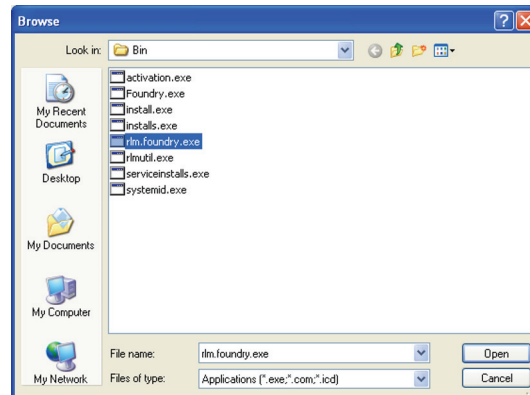 Browse
Look in:
Bin
My Recent
Documents
Desktop
My Documents
My Computer
My Network
activation.exe
Foundry.exe
install.exe
installs.exe
rlm.foundry.exe
rlmutil.exe
serviceinstalls.exe
systemid.exe
File name:
rlm.foundry.exe
Open
Files of type:
Applications (*.exe;*.com;*.icd)
Cancel